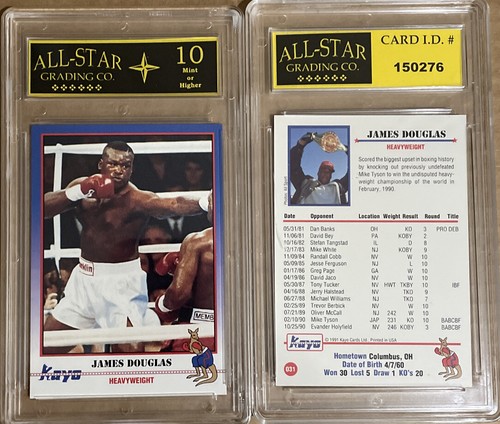 ALL-STAR
GRADING CO.
10
Mint
or
Higher
JAMES DOUGLAS
Kayo
HEAVYWEIGHT
ALL-STAR
GRADING CO.
CARD I.D. #
150276
JAMES DOUGLAS
HEAVYWEIGHT
Scored the biggest upset in boxing history
by knocking out previously undefeated
Mike Tyson to win the undisputed heavy-
weight championship of the world in
February, 1990.
Date Opponent Location Weight Result Round Title
05/31/81 Dan Banks OH KO 3 PRO DEB
11/06/81 David Bey PA KOBY 2
10/16/82 Stefan Tangstad IL D 8
12/17/83 Mike White NJ KOBY 9
11/09/84 Randall Cobb NV W 10
05/09/85 Jesse Ferguson NJ L 10
01/17/86 Greg Page GA W 10
04/19/86 David Jaco NV W 10
05/30/87 Tony Tucker NV HWT TKBY 10 IBF
04/16/88 Jerry Halstead NV TKO 10
06/27/88 Michael Williams NJ TKO 7
02/25/89 Trevor Berbick NV W 10
07/21/89 Oliver McCall NJ 242 W 10
02/10/90 Mike Tyson JAP 231 KO 10 BABCBF
10/25/90 Evander Holyfield NV 246 KOBY 3 BABCBF
Kayo
© 1991 Kayo Cards Ltd. Printed in USA
031
Hometown Columbus, OH
Date of Birth 4/7/60
Won 30 Lost 5 Draw 1 KO's 20